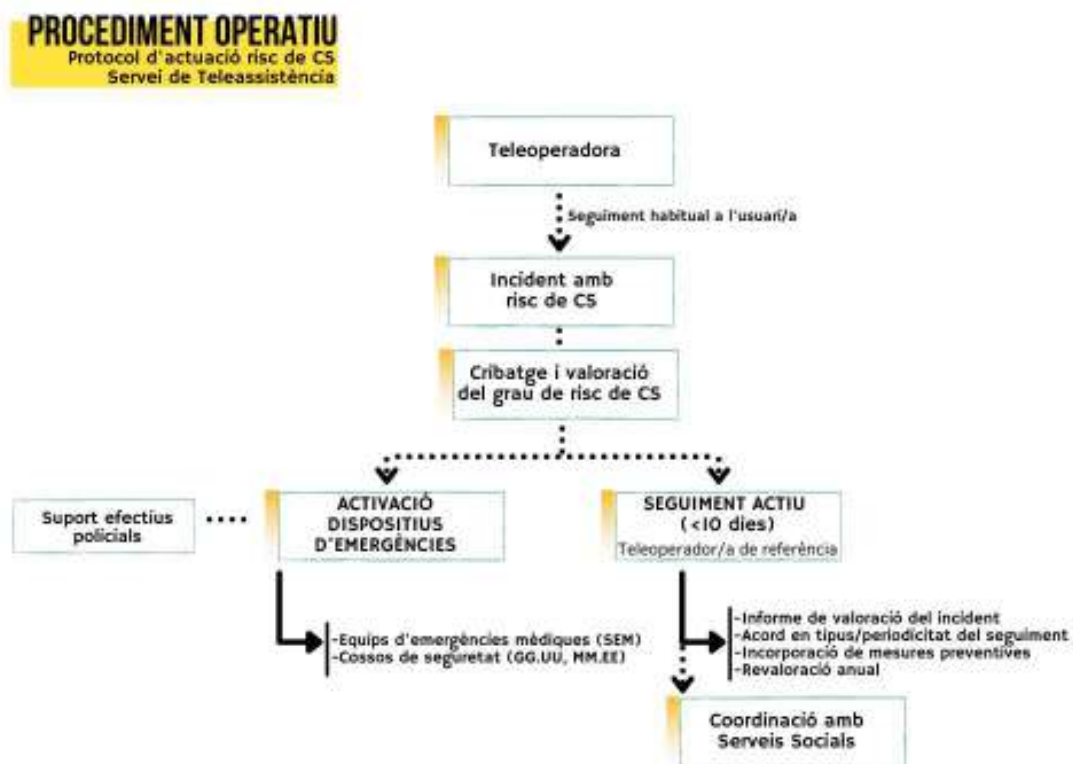 PROCEDIMENT OPERATIU
Protocol d'actuació risc de CS
Servei de Teleassistència
Teleoperadora
Seguiment habitual a l'usuari/a
Incident amb
risc de CS
Cribatge i valoració
del grau de risc de CS
Suport efectius
policials
ACTIVACIÓ
DISPOSITIUS
D'EMERGÈNCIES
SEGUIMENT ACTIU
(<10 dies)
Teleoperador/a de referència
-Equips d'emergències mèdiques (SEM)
-Cossos de seguretat (GG.UU, MM.EE)
-Informe de valoració del incident
-Acord en tipus/periodicitat del seguiment
-Incorporació de mesures preventives
-Revaloració anual
Coordinació amb
Serveis Socials